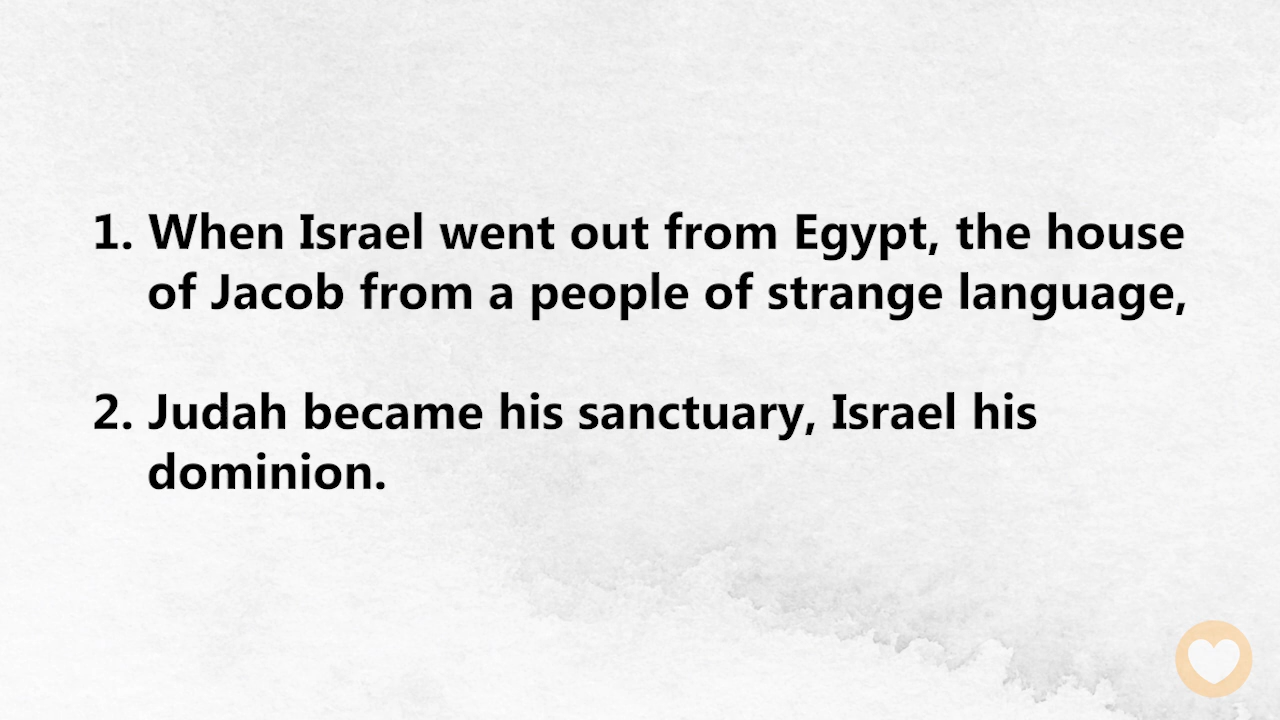 1. When Israel went out from Egypt, the house
of Jacob from a people of strange language,
2. Judah became his sanctuary, Israel his
dominion.